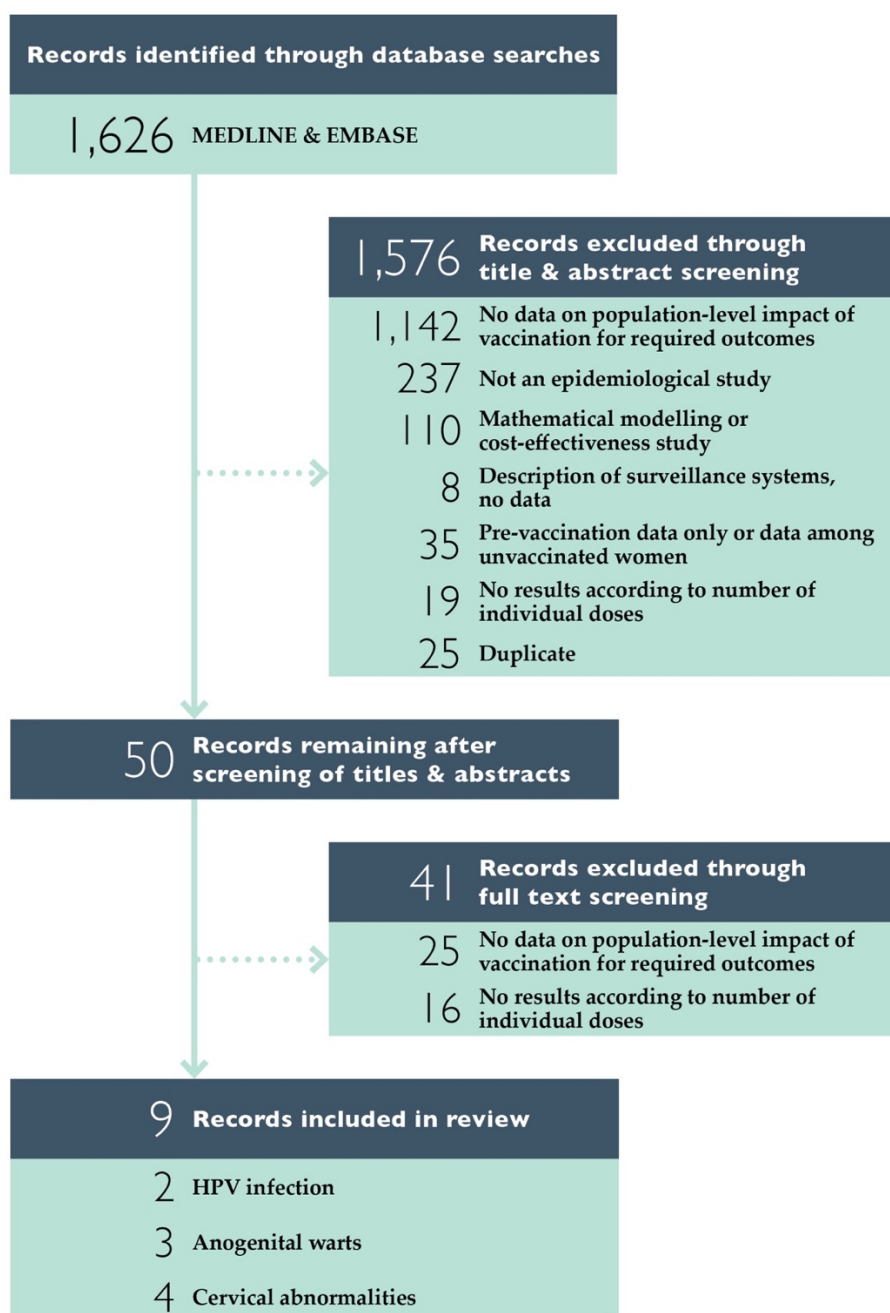 Records identified through database searches
1,626 MEDLINE & EMBASE
1,576 Records excluded through
title & abstract screening
1,142 No data on population-level impact of
vaccination for required outcomes
237 Not an epidemiological study
110 Mathematical modelling or
cost-effectiveness study
8 Description of surveillance systems,
no data
35 Pre-vaccination data only or data among
unvaccinated women
19 No results according to number of
individual doses
25 Duplicate
50 Records remaining after
screening of titles & abstracts
41 Records excluded through
full text screening
25 No data on population-level impact of
vaccination for required outcomes
16 No results according to number of
individual doses
9 Records included in review
2 HPV infection
3 Anogenital warts
4 Cervical abnormalities